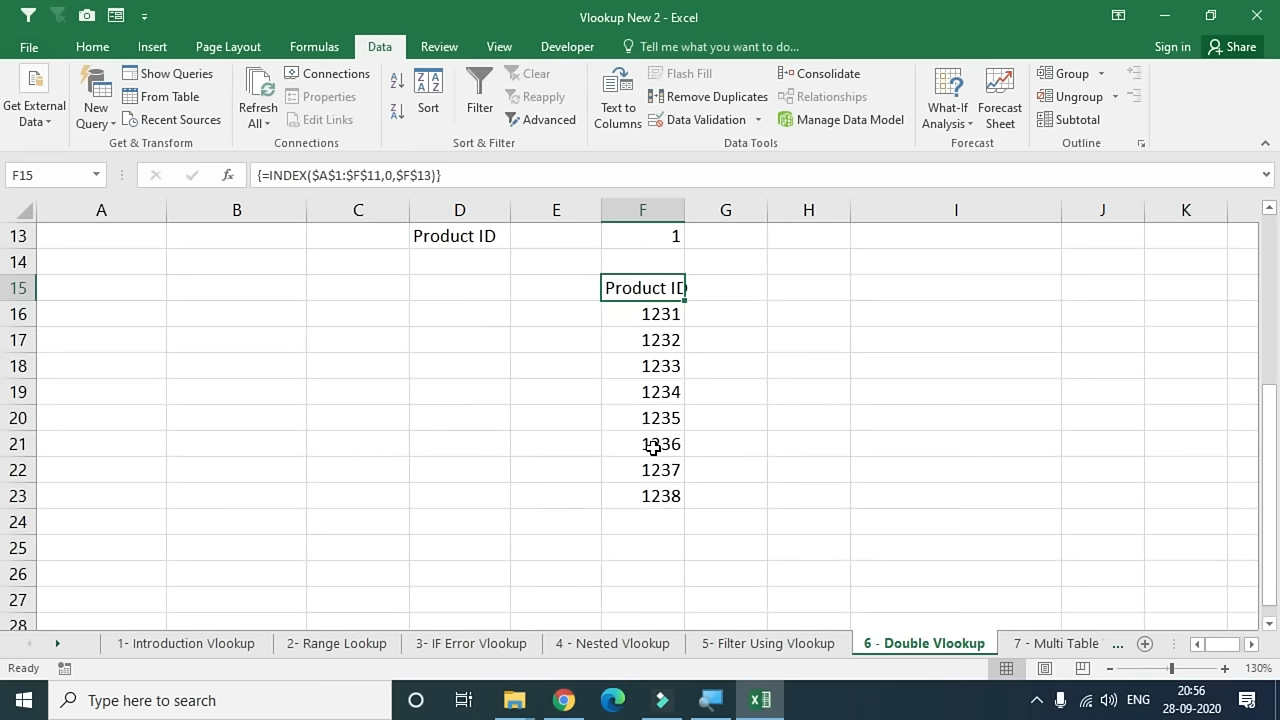 Vlookup New 2 - Excel
File Home Insert Page Layout Formulas Data Review View Developer Tell me what you want to do... Sign in Share
Get External Data
New Query
Show Queries
From Table
Recent Sources
Get & Transform
Refresh All
Connections
Properties
Edit Links
Connections
Sort
Filter
Clear
Reapply
Advanced
Sort & Filter
Text to Columns
Flash Fill
Remove Duplicates
Data Validation
Consolidate
Relationships
Manage Data Model
Data Tools
What-If Analysis
Forecast Sheet
Forecast
Group
Ungroup
Subtotal
Outline
F15 fx {=INDEX($A$1:$F$11,0,$F$13)}
A B C D E F G H I J K
13 Product ID 1
14
15 Product ID
16 1231
17 1232
18 1233
19 1234
20 1235
21 1236
22 1237
23 1238
24
25
26
27
28
1- Introduction Vlookup 2- Range Lookup 3- IF Error Vlookup 4 - Nested Vlookup 5- Filter Using Vlookup 6 - Double Vlookup 7 - Multi Table ...
Ready 130%
Type here to search ENG 20:56
28-09-2020